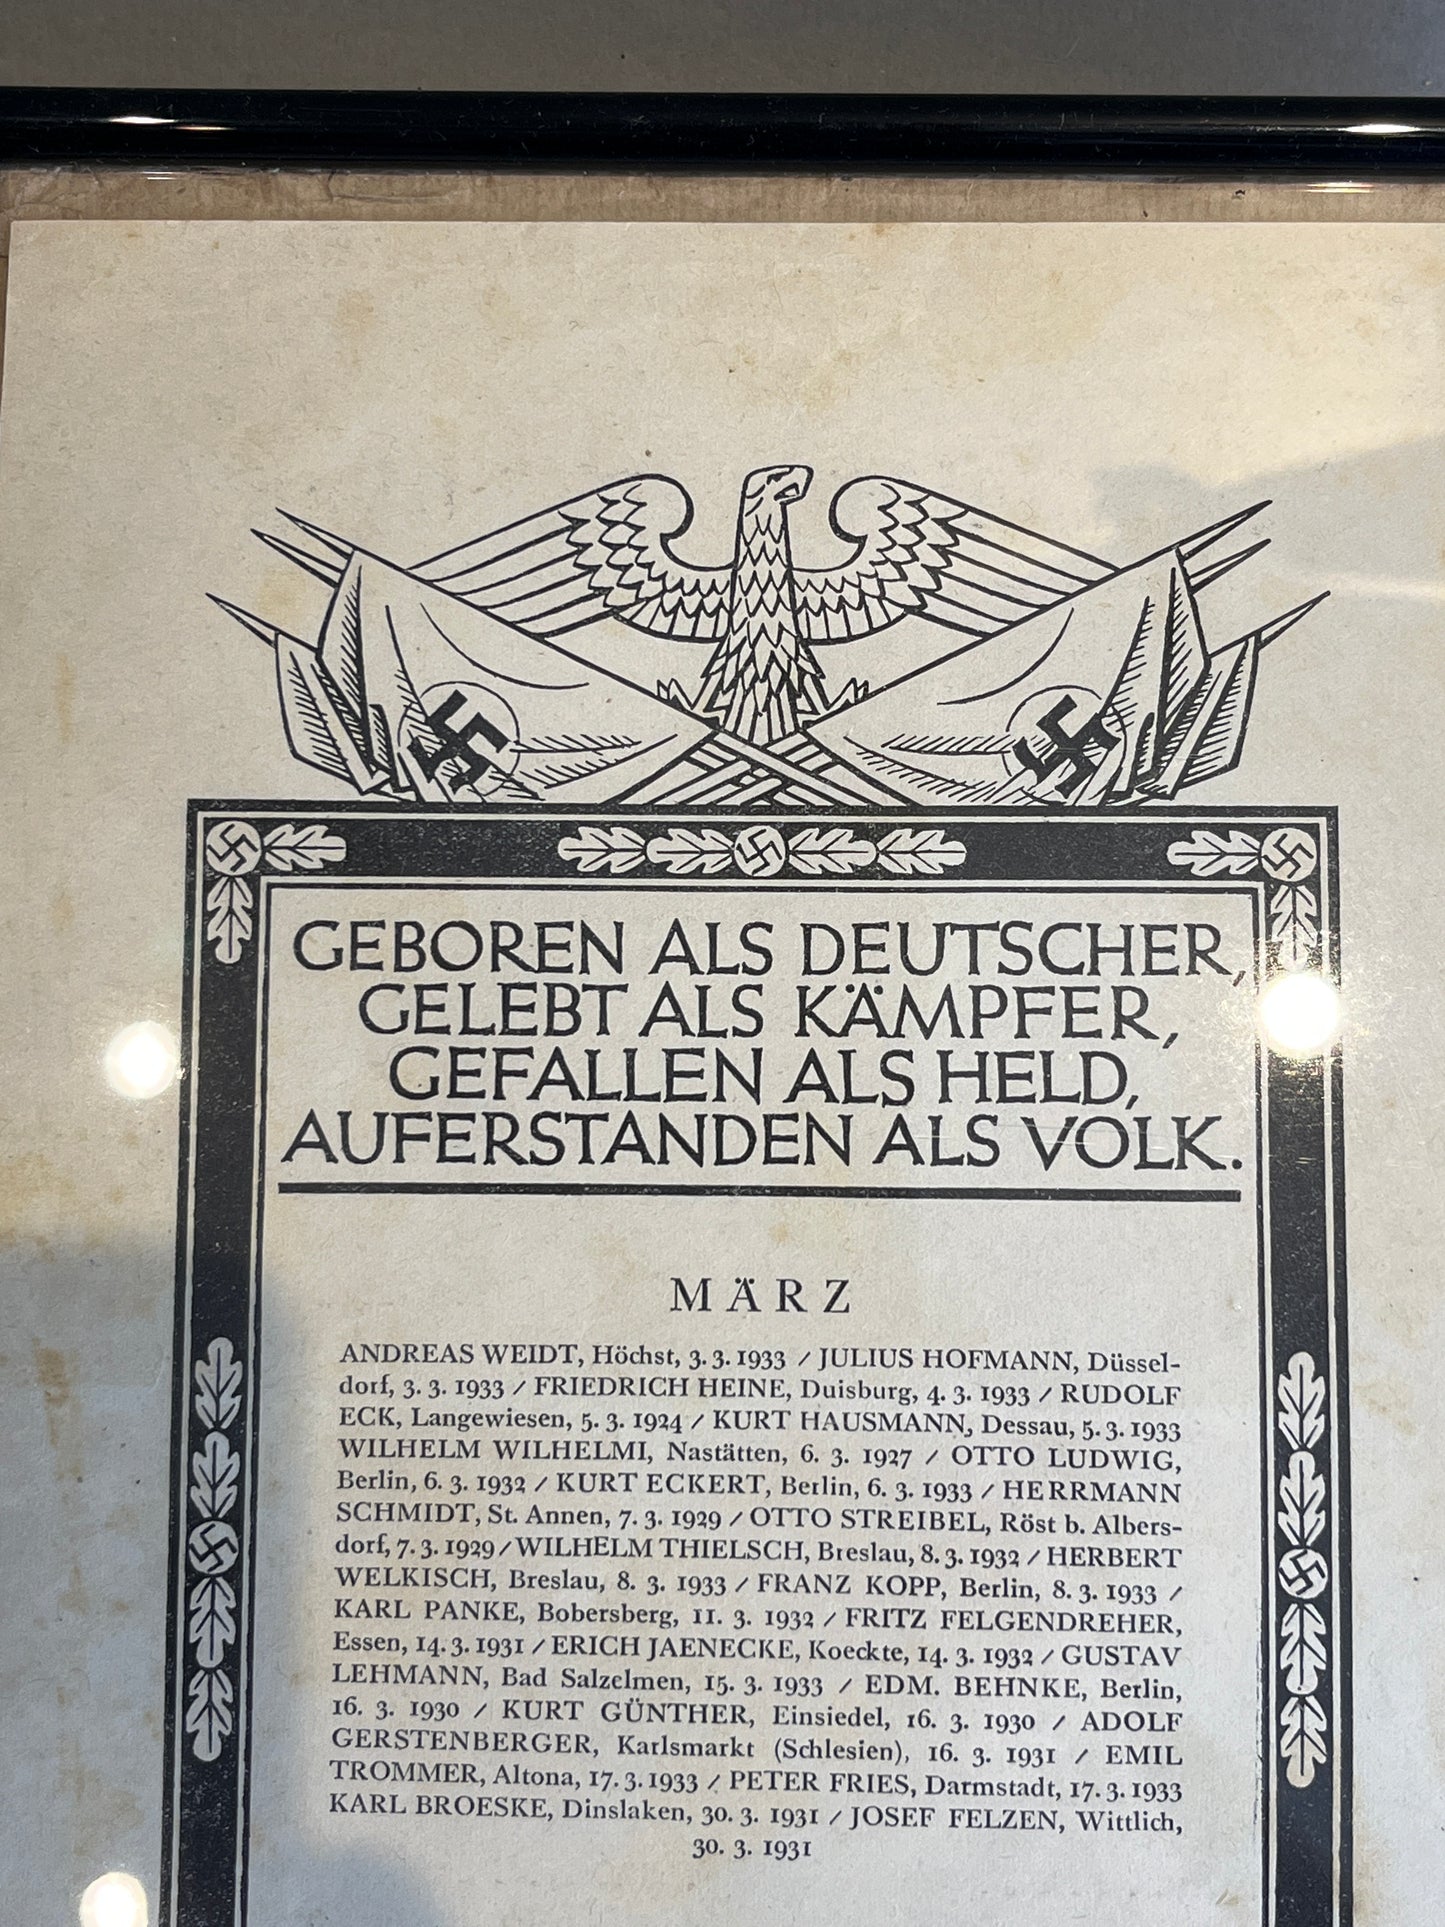 GEBOREN ALS DEUTSCHER,
GELEBT ALS KÄMPFER,
GEFALLEN ALS HELD,
AUFERSTANDEN ALS VOLK.
MÄRZ
ANDREAS WEIDT, Höchst, 3. 3. 1933 / JULIUS HOFMANN, Düssel-
dorf, 3. 3. 1933 / FRIEDRICH HEINE, Duisburg, 4. 3. 1933 / RUDOLF
ECK, Langewiesen, 5. 3. 1924 / KURT HAUSMANN, Dessau, 5. 3. 1933
WILHELM WILHELMI, Nastätten, 6. 3. 1927 / OTTO LUDWIG,
Berlin, 6. 3. 1932 / KURT ECKERT, Berlin, 6. 3. 1933 / HERRMANN
SCHMIDT, St. Annen, 7. 3. 1929 / OTTO STREIBEL, Röst b. Albers-
dorf, 7. 3. 1929 / WILHELM THIELSCH, Breslau, 8. 3. 1932 / HERBERT
WELKISCH, Breslau, 8. 3. 1933 / FRANZ KOPP, Berlin, 8. 3. 1933 /
KARL PANKE, Bobersberg, 11. 3. 1932 / FRITZ FELGENDREHER,
Essen, 14. 3. 1931 / ERICH JAENECKE, Koeckte, 14. 3. 1932 / GUSTAV
LEHMANN, Bad Salzelmen, 15. 3. 1933 / EDM. BEHNKE, Berlin,
16. 3. 1930 / KURT GÜNTHER, Einsiedel, 16. 3. 1930 / ADOLF
GERSTENBERGER, Karlsmarkt (Schlesien), 16. 3. 1931 / EMIL
TROMMER, Altona, 17. 3. 1933 / PETER FRIES, Darmstadt, 17. 3. 1933
KARL BROESKE, Dinslaken, 30. 3. 1931 / JOSEF FELZEN, Wittlich,
30. 3. 1931